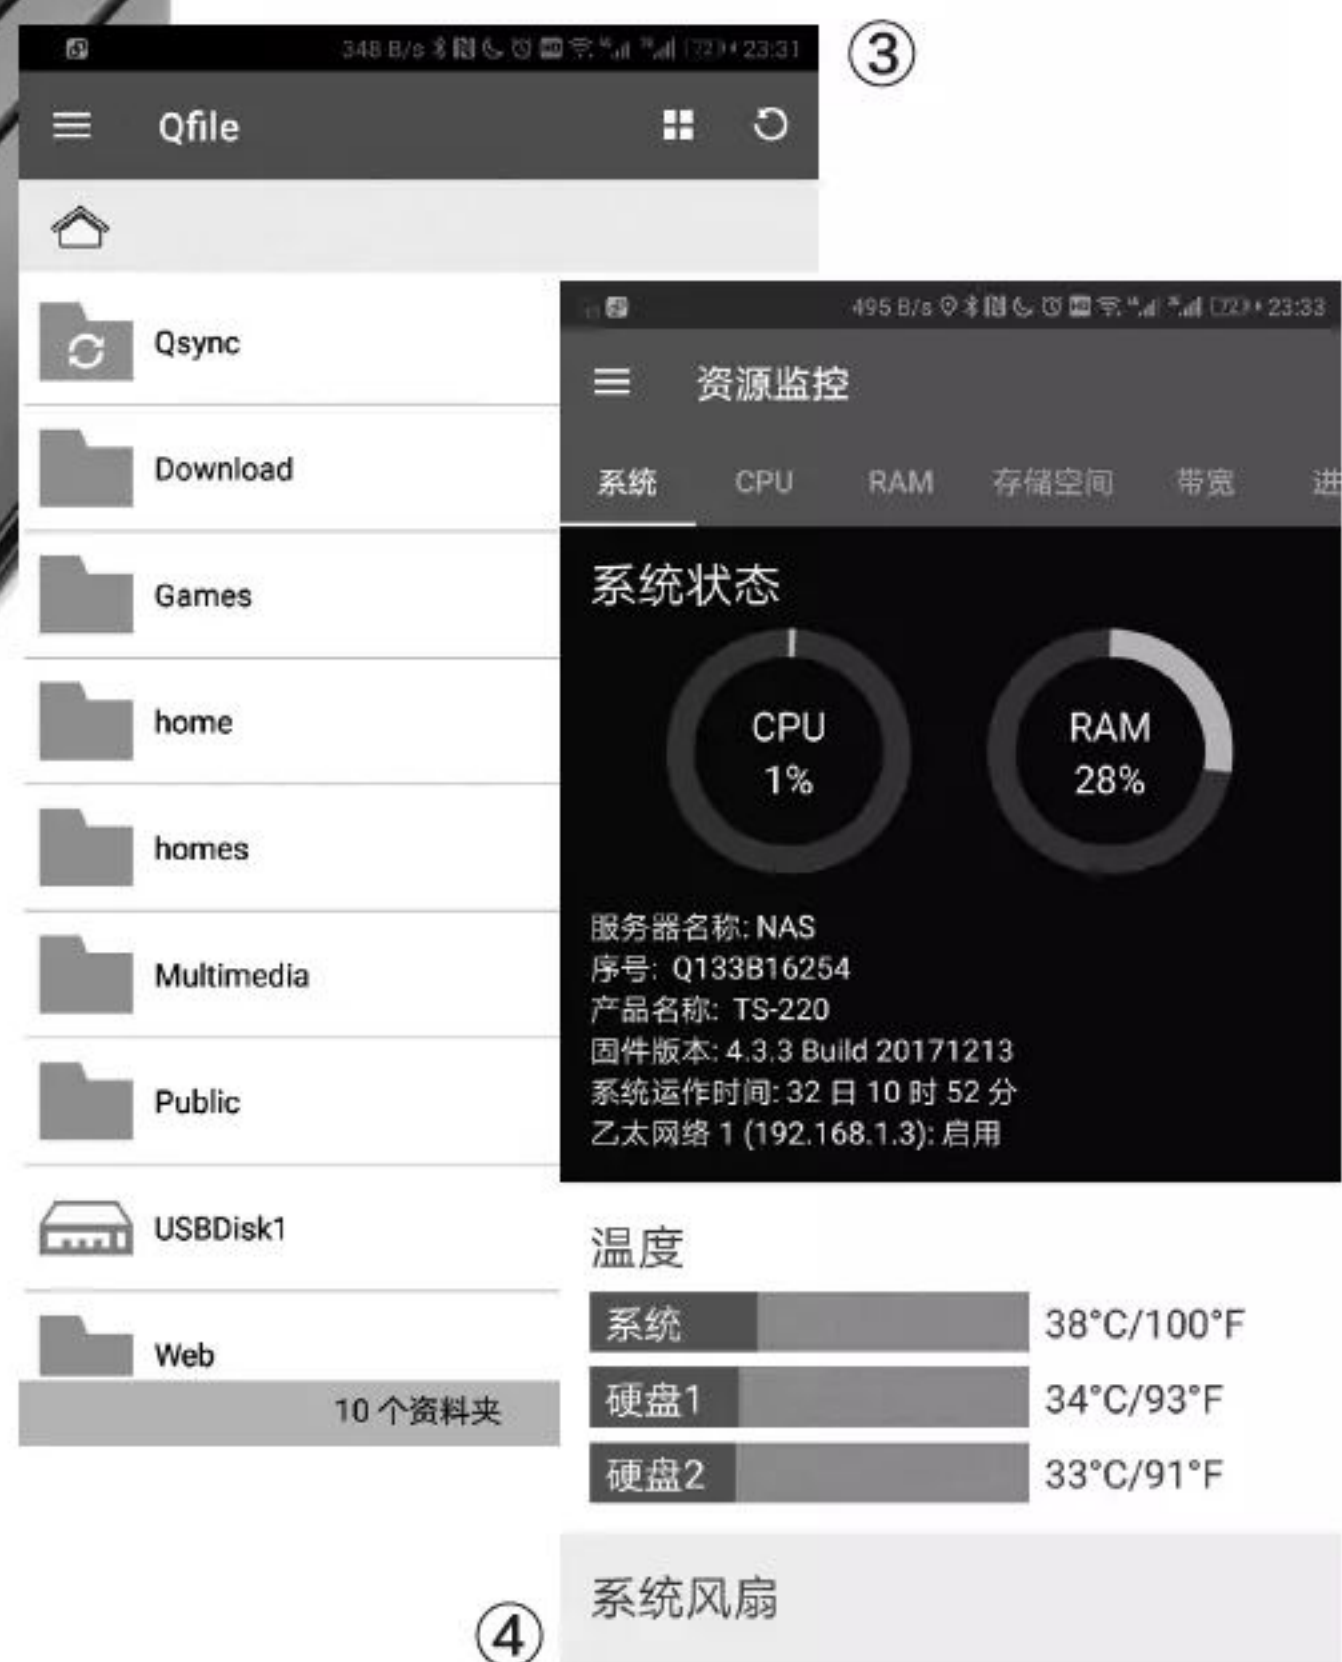 348 B/s 23:31
③
Qfile
Qsync
Download
Games
home
homes
Multimedia
Public
USBDisk1
Web
10 个资料夹
495 B/s 72 23:33
资源监控
系统 CPU RAM 存储空间 带宽 进
系统状态
CPU
1%
RAM
28%
服务器名称: NAS
序号: Q133B16254
产品名称: TS-220
固件版本: 4.3.3 Build 20171213
系统运作时间: 32 日 10 时 52 分
乙太网络 1 (192.168.1.3): 启用
温度
系统 38°C/100°F
硬盘1 34°C/93°F
硬盘2 33°C/91°F
系统风扇
④